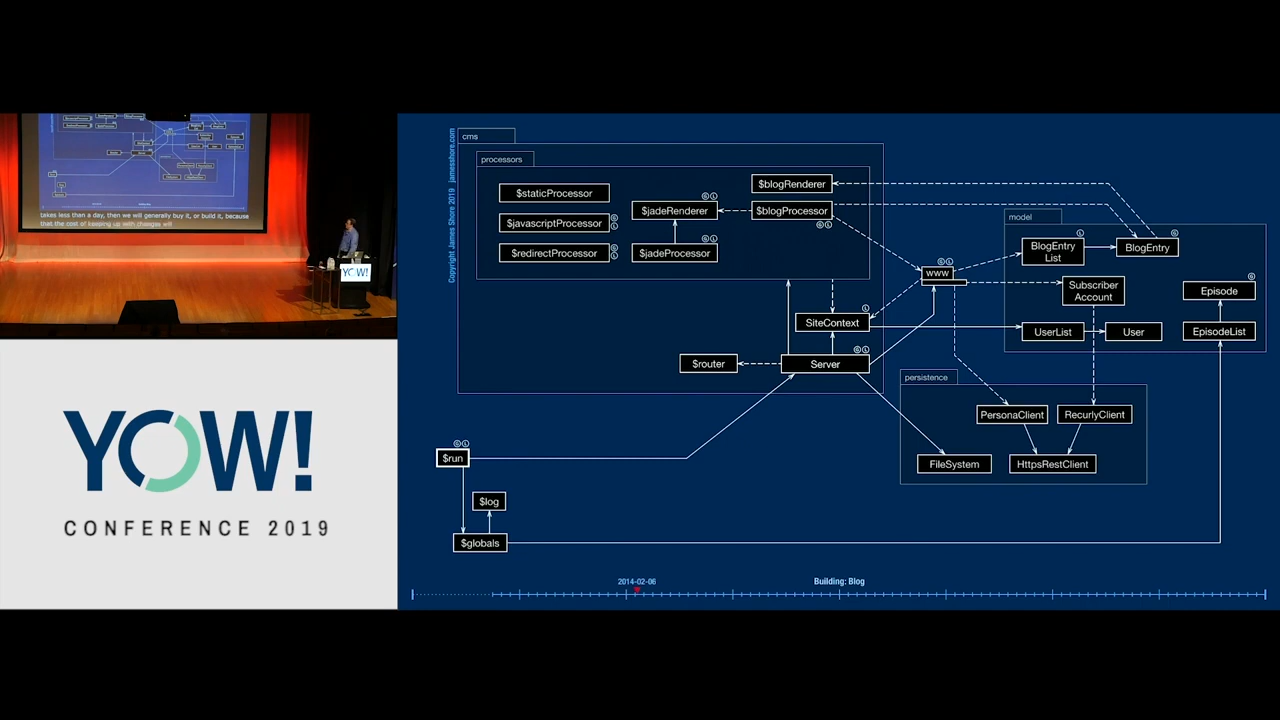 takes less than a day, then we will generally buy it, or build it, because
that the cost of keeping up with changes will
YOW!
YOW!
CONFERENCE 2019
Copyright James Shore 2019 jamesshore.com
cms
processors
$staticProcessor
$javascriptProcessor
G
L
$redirectProcessor
G
L
$jadeRenderer
G L
$jadeProcessor
G L
$blogRenderer
$blogProcessor
G L
SiteContext
L
Server
G L
$router
www
G L
model
BlogEntry
List
L
BlogEntry
G
Subscriber
Account
UserList
User
Episode
G
EpisodeList
persistence
PersonaClient
RecurlyClient
FileSystem
HttpsRestClient
$run
G L
$log
$globals
2014-02-06
Building: Blog